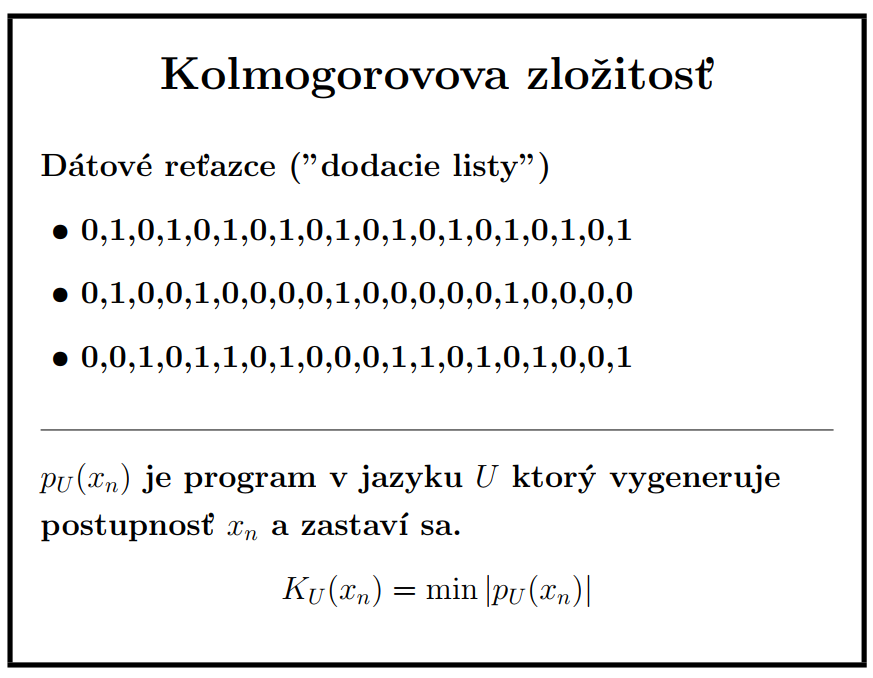 Kolmogorovova zložitosť
Dátové reťazce ("dodacie listy")
• 0,1,0,1,0,1,0,1,0,1,0,1,0,1,0,1,0,1,0,1
• 0,1,0,0,1,0,0,0,0,1,0,0,0,0,0,1,0,0,0,0
• 0,0,1,0,1,1,0,1,0,0,0,1,1,0,1,0,1,0,0,1
p_U(x_n) je program v jazyku U ktorý vygeneruje
postupnosť x_n a zastaví sa.
K_U(x_n) = min |p_U(x_n)|